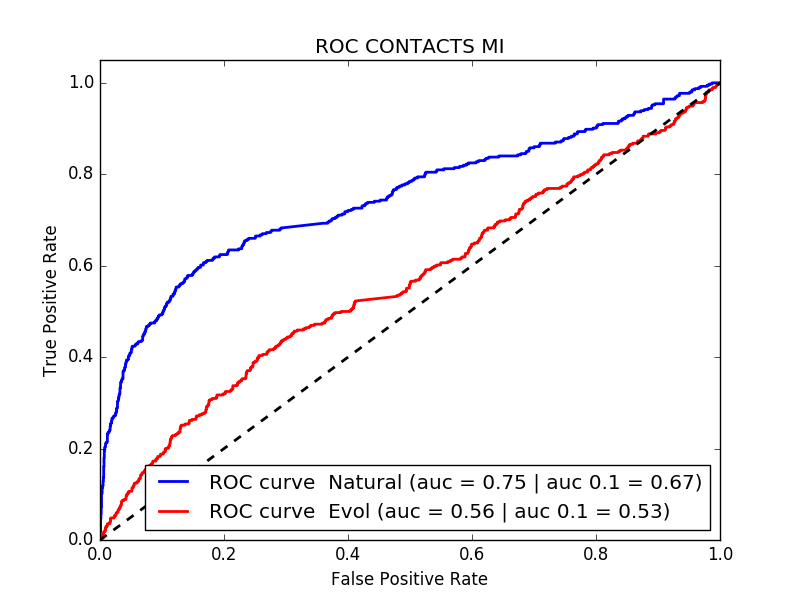 ROC CONTACTS MI
True Positive Rate
1.0
0.8
0.6
0.4
0.2
0.0
ROC curve  Natural (auc = 0.75 | auc 0.1 = 0.67)
ROC curve  Evol (auc = 0.56 | auc 0.1 = 0.53)
0.0 0.2 0.4 0.6 0.8 1.0
False Positive Rate